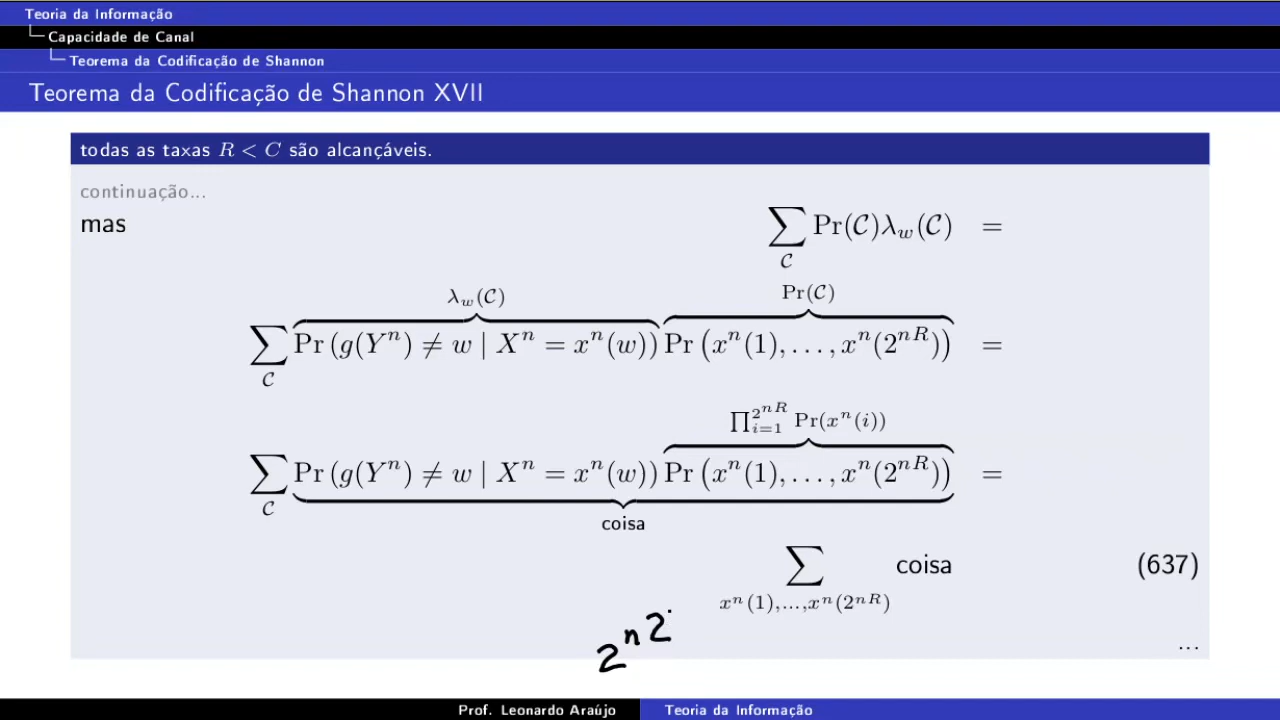 Teoria da Informação
Capacidade de Canal
Teorema da Codificação de Shannon
Teorema da Codificação de Shannon XVII
todas as taxas R < C são alcançáveis.
continuação...
mas ∑_𝒞 Pr(𝒞)λ_w(𝒞) =
λ_w(𝒞) Pr(𝒞)
∑_𝒞 Pr (g(Y^n) ≠ w | X^n = x^n(w)) Pr (x^n(1), . . . , x^n(2^{nR})) =
∏_{i=1}^{2^{nR}} Pr(x^n(i))
∑_𝒞 Pr (g(Y^n) ≠ w | X^n = x^n(w)) Pr (x^n(1), . . . , x^n(2^{nR})) =
coisa
∑_{x^n(1),...,x^n(2^{nR})} coisa (637)
2^{n 2}
...
Prof. Leonardo Araújo Teoria da Informação